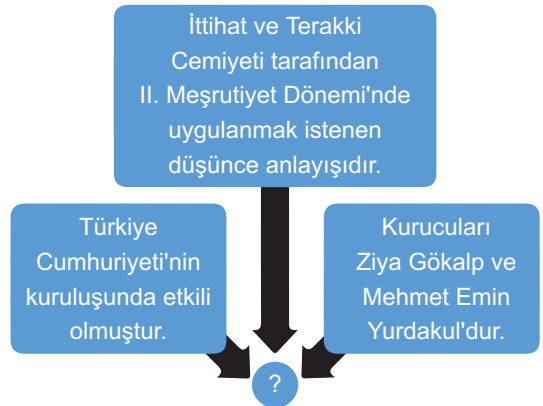 İttihat ve Terakki
Cemiyeti tarafından
II. Meşrutiyet Dönemi'nde
uygulanmak istenen
düşünce anlayışıdır.
Türkiye
Cumhuriyeti'nin
kuruluşunda etkili
olmuştur.
Kurucuları
Ziya Gökalp ve
Mehmet Emin
Yurdakul'dur.
?